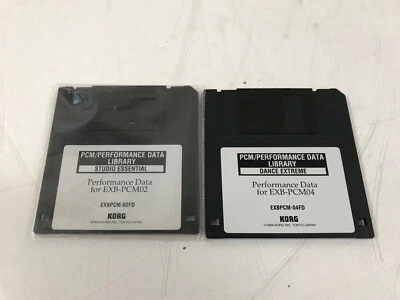 PCM/PERFORMANCE DATA
LIBRARY
STUDIO ESSENTIAL
Performance Data
for EXB-PCM02
EXBPCM-02FD
KORG
PCM/PERFORMANCE DATA
LIBRARY
DANCE EXTREME
Performance Data
for EXB-PCM04
EXBPCM-04FD
KORG